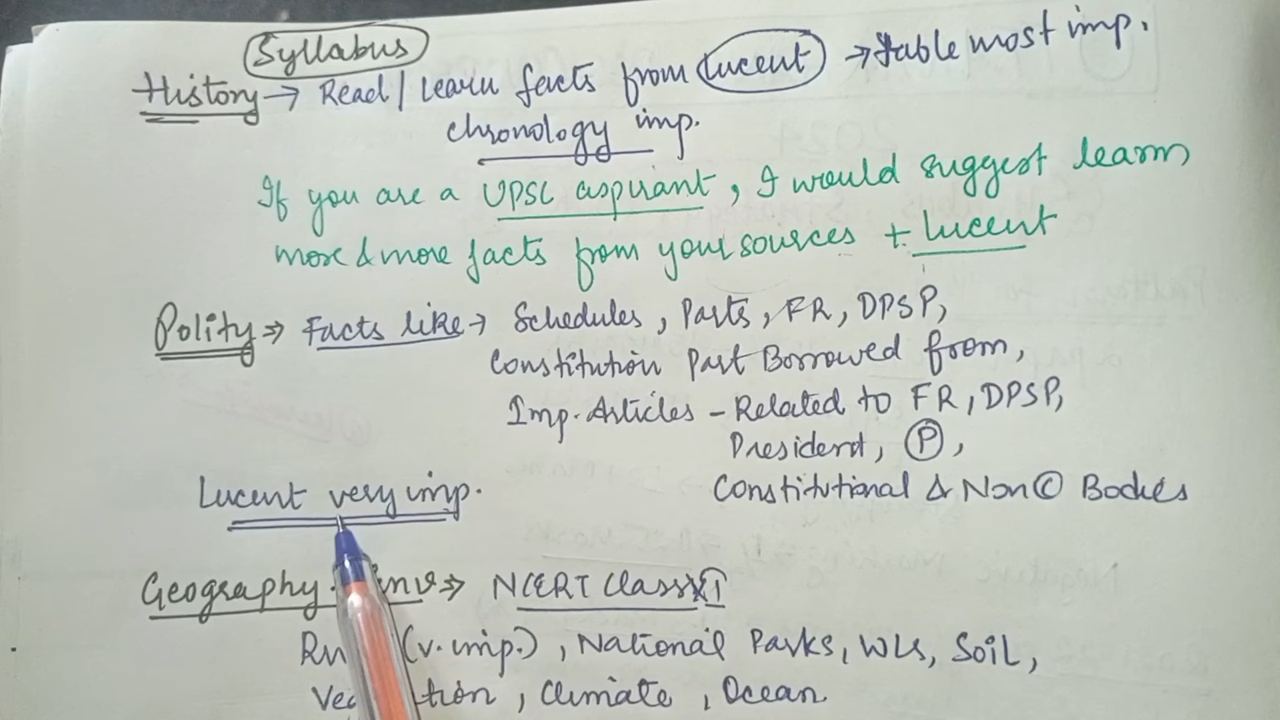 Syllabus
History → Read / Learn facts from Lucent → table most imp.
chronology imp.
If you are a UPSC aspirant, I would suggest learn
more & more facts from your sources + Lucent
Polity ⇒ Facts like → Schedules, Parts, FR, DPSP,
Constitution Part Borrowed from,
Imp. Articles - Related to FR, DPSP,
President, Ⓟ,
Lucent very imp.
Constitutional & Non © Bodies
Geography ⇒ NCERT Class XI
(v. imp.), National Parks, WLS, Soil,
Climate, Ocean